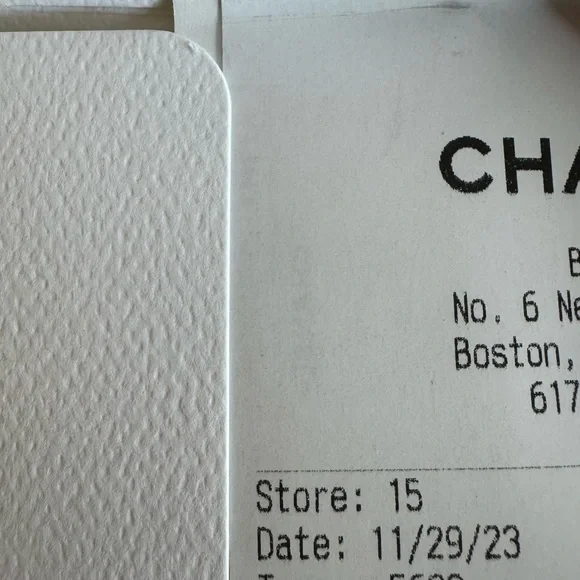 CHA
B
No. 6 Ne
Boston,
617
Store: 15
Date: 11/29/23